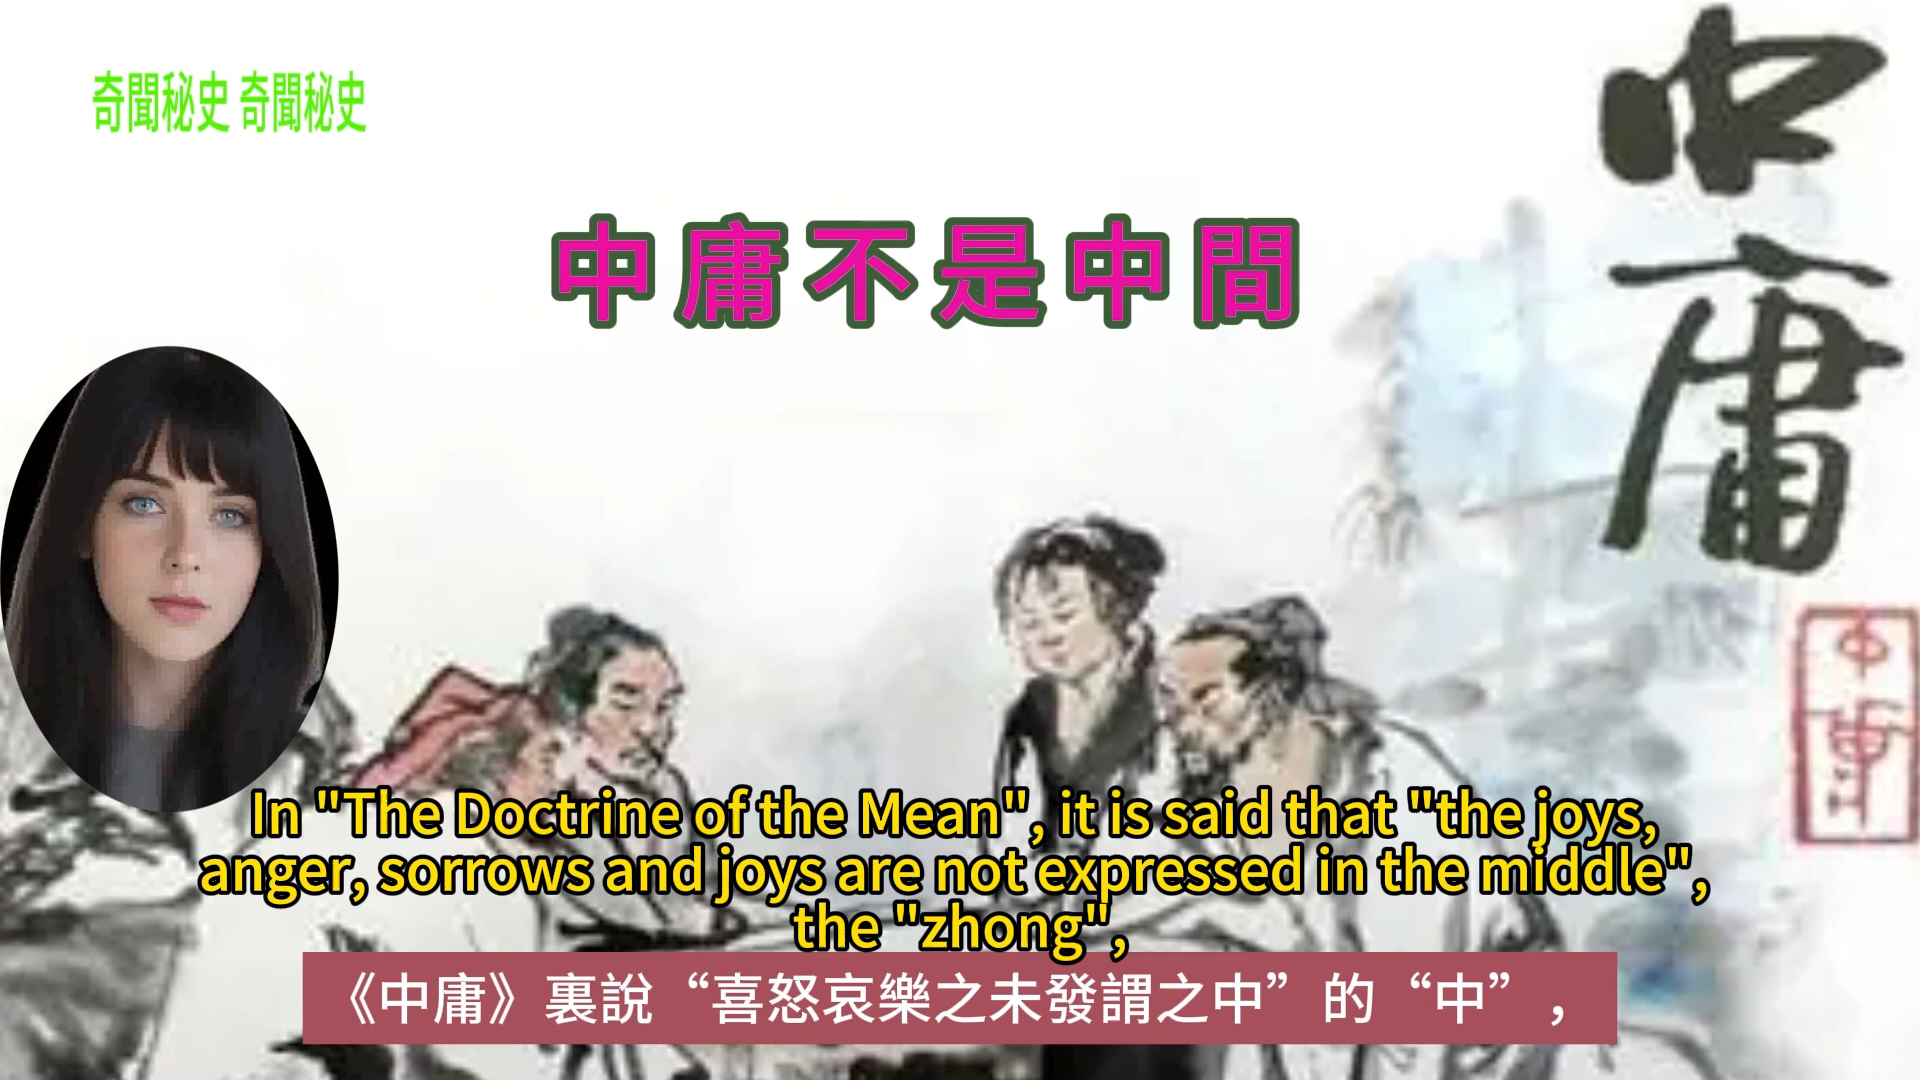 奇聞秘史 奇聞秘史
中庸
中庸不是中間
中庸
In "The Doctrine of the Mean", it is said that "the joys,
anger, sorrows and joys are not expressed in the middle",
the "zhong",
《中庸》裏說“喜怒哀樂之未發謂之中”的“中”，